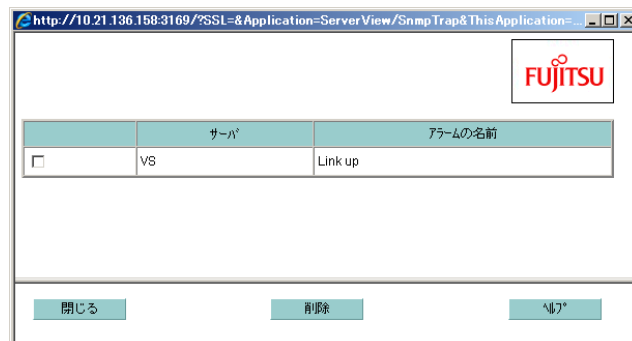 http://10.21.136.158:3169/?SSL=&Application=ServerView/SnmpTrap&ThisApplication=...
FUJITSU
サーバ アラームの名前
VS Link up
閉じる 削除 ヘルプ